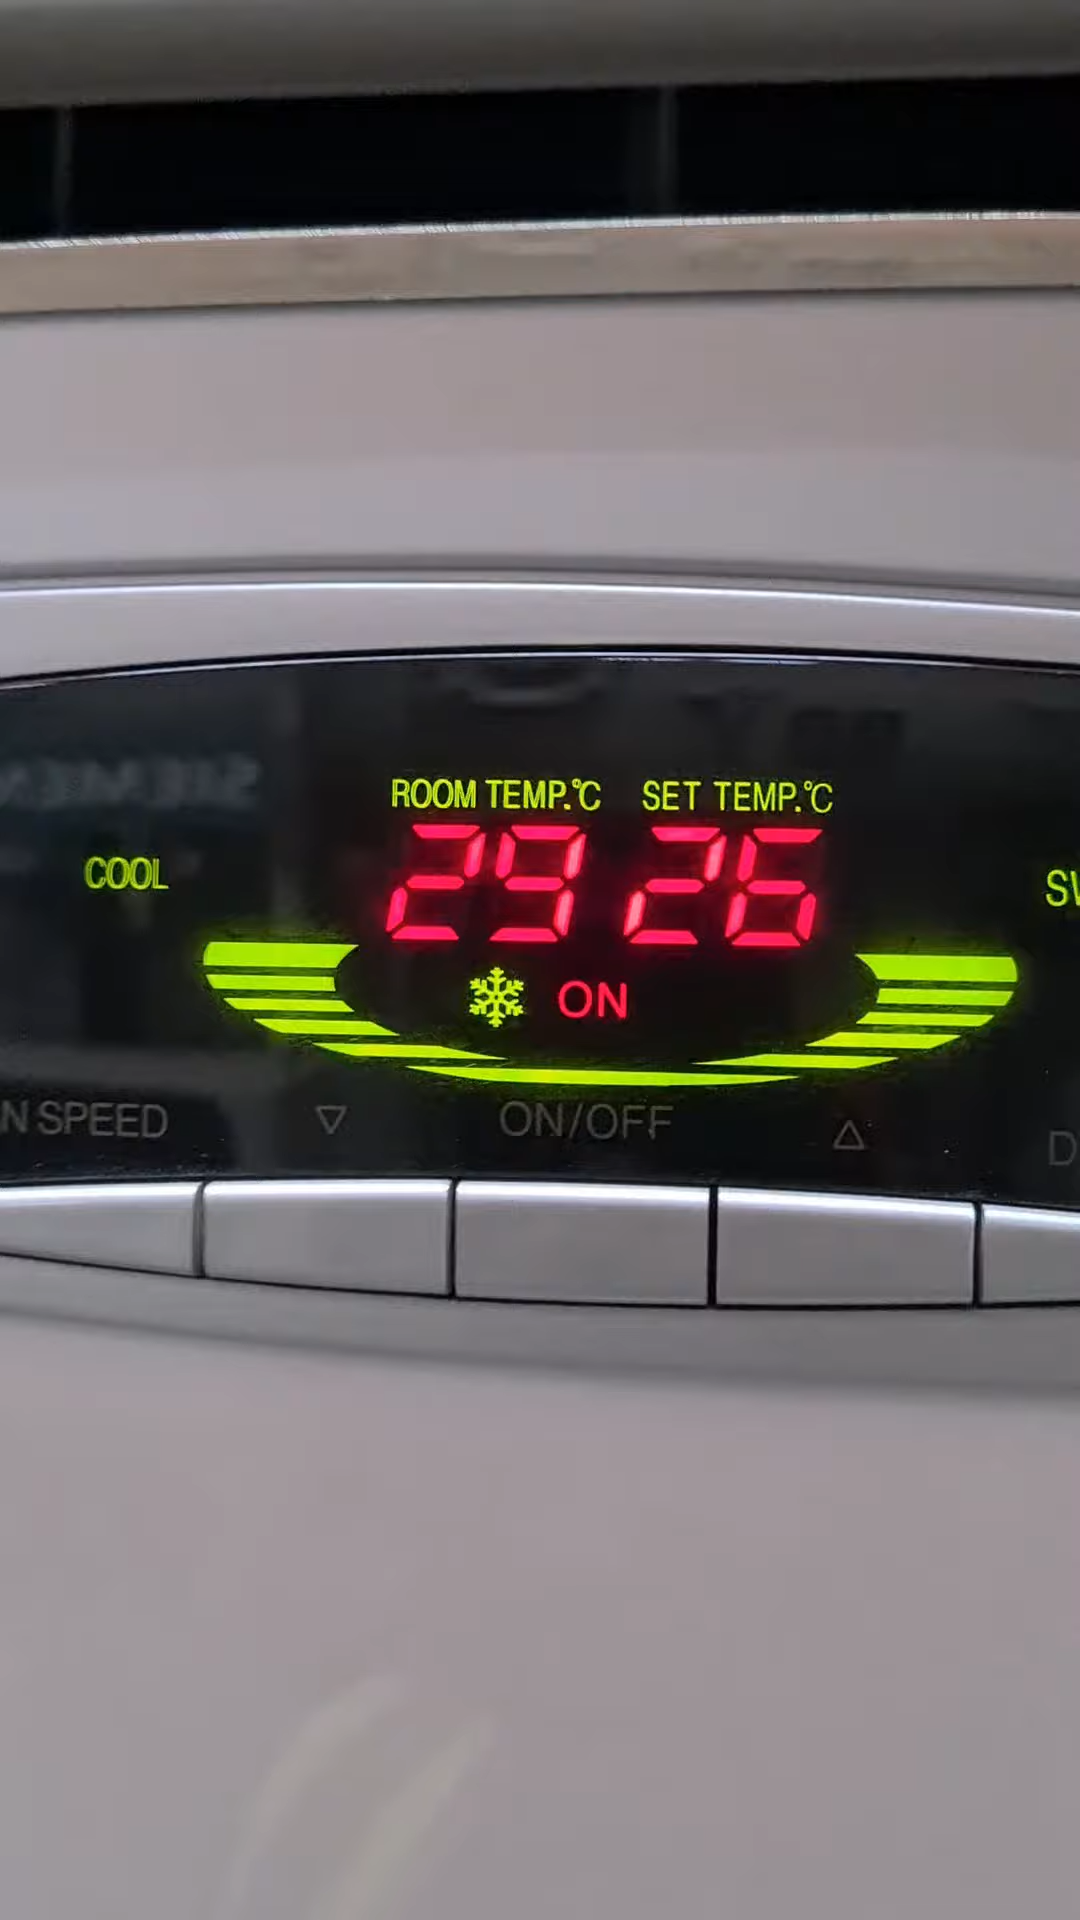 ROOM TEMP.℃ SET TEMP.℃
29 26
COOL
ON
SPEED ▽ ON/OFF △